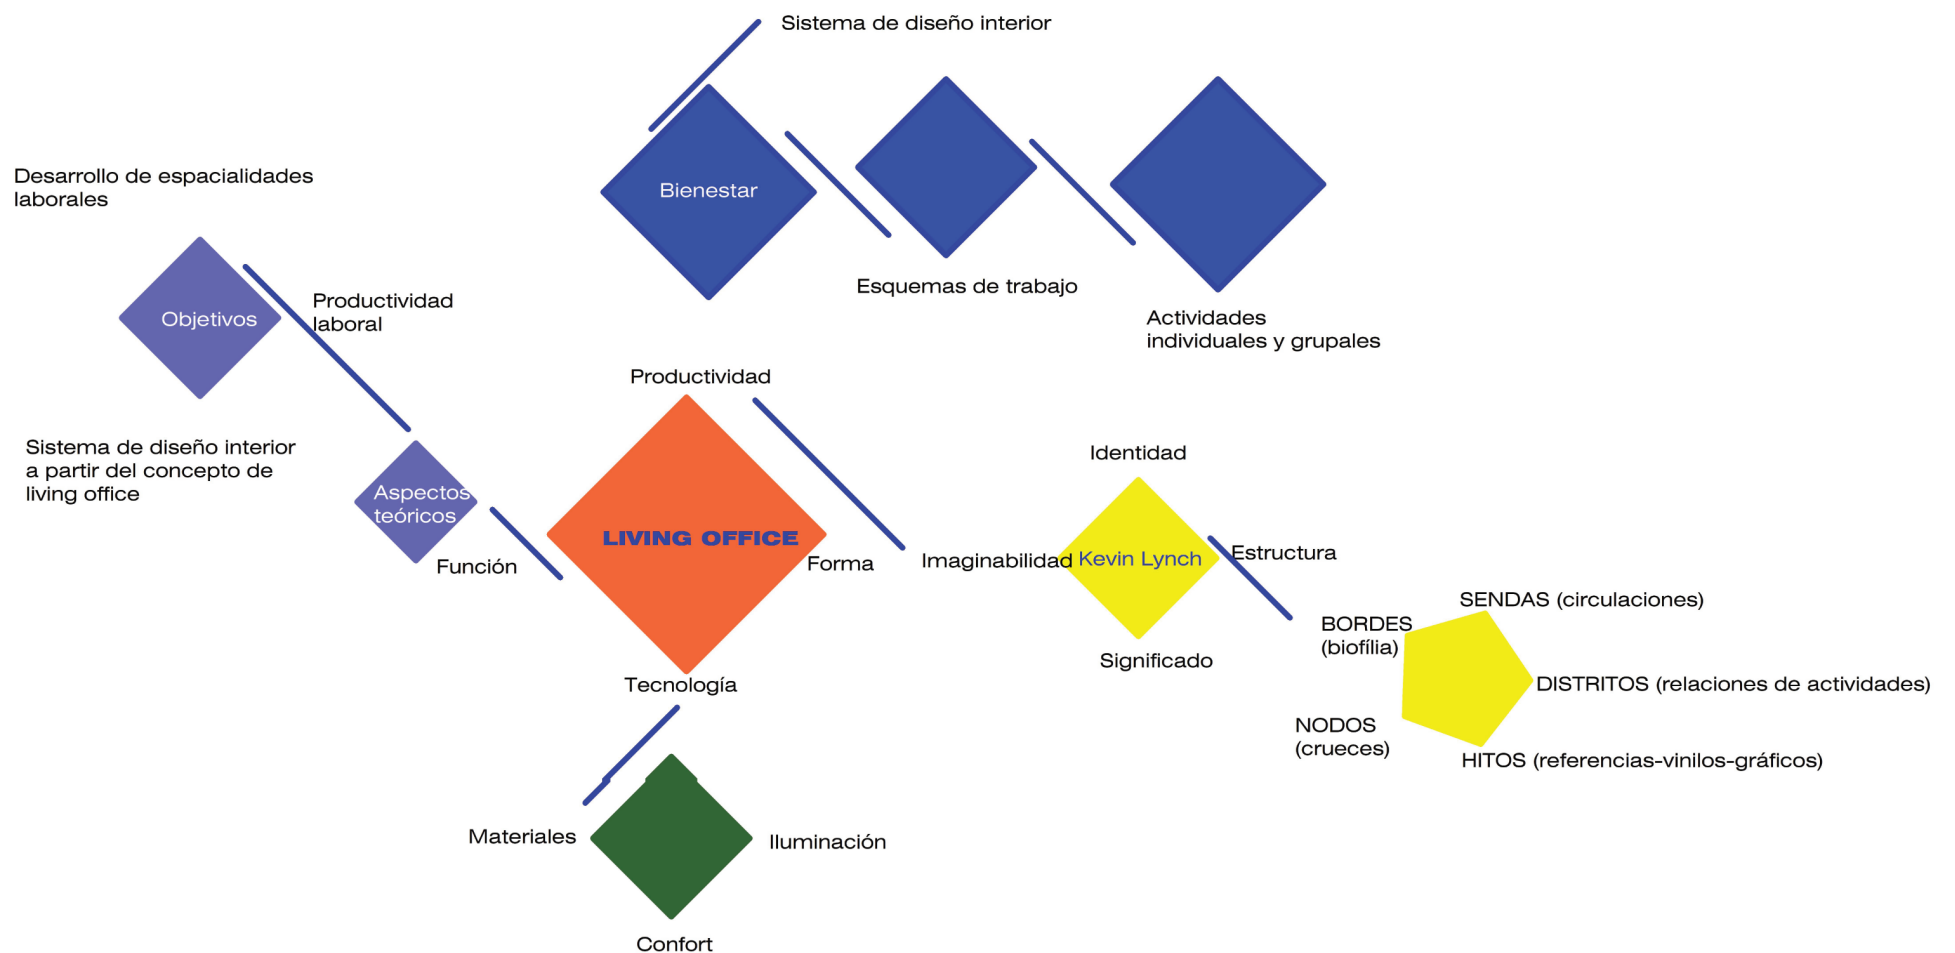 Sistema de diseño interior
Bienestar
Esquemas de trabajo
Actividades
individuales y grupales
Desarrollo de espacialidades
laborales
Objetivos
Productividad
laboral
Sistema de diseño interior
a partir del concepto de
living office
Aspectos
teóricos
Función
Productividad
LIVING OFFICE
Forma
Tecnología
Imaginabilidad
Identidad
Kevin Lynch
Estructura
Significado
SENDAS (circulaciones)
BORDES
(biofília)
DISTRITOS (relaciones de actividades)
NODOS
(crueces)
HITOS (referencias-vinilos-gráficos)
Materiales
Iluminación
Confort